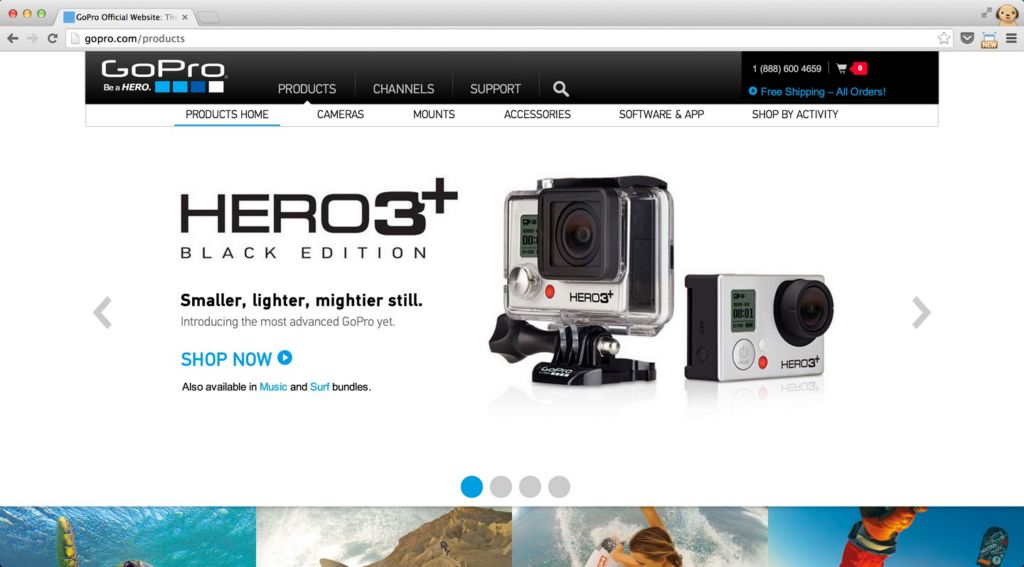 GoPro Official Website: The
gopro.com/products
NEW
GoPro
Be a HERO.
PRODUCTS
CHANNELS
SUPPORT
1 (888) 600 4659
0
Free Shipping – All Orders!
PRODUCTS HOME
CAMERAS
MOUNTS
ACCESSORIES
SOFTWARE & APP
SHOP BY ACTIVITY
HERO3+
BLACK EDITION
Smaller, lighter, mightier still.
Introducing the most advanced GoPro yet.
SHOP NOW
Also available in Music and Surf bundles.
HERO3+
GoPro
00:01
HERO3+